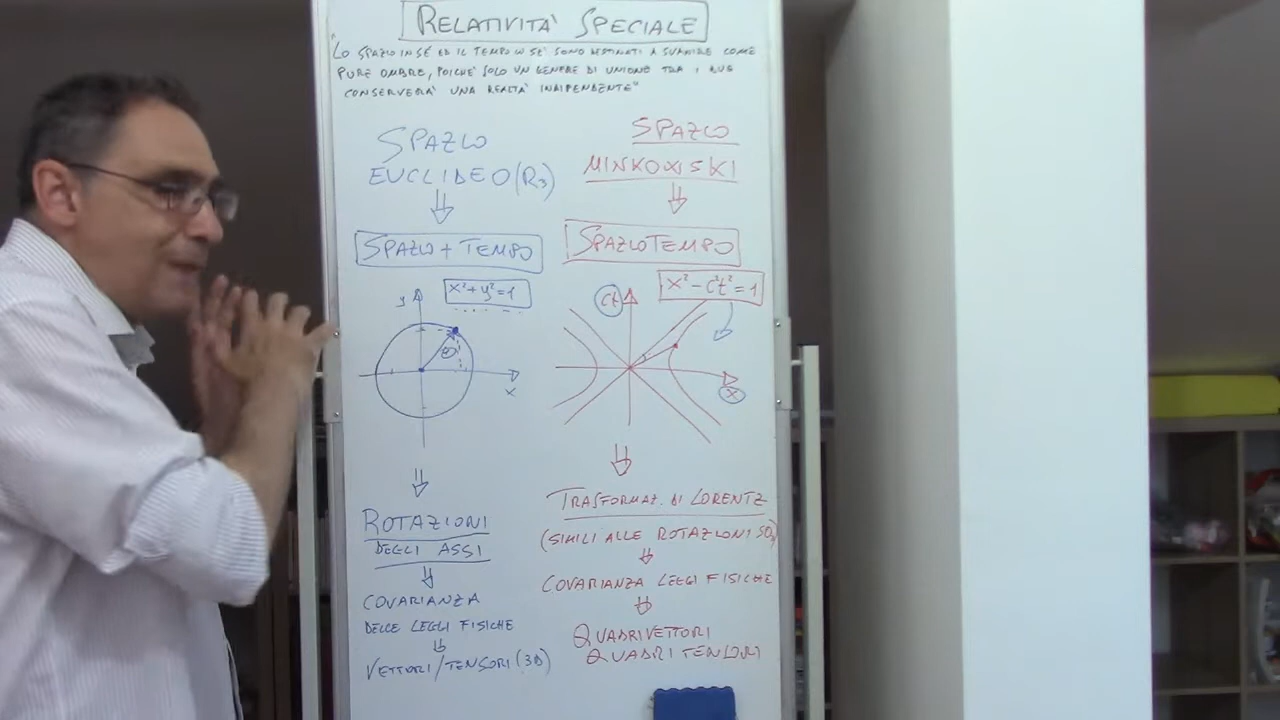 RELATIVITA' SPECIALE
"LO SPAZIO IN SÉ ED IL TEMPO IN SÉ SONO DESTINATI A SVANIRE COME
PURE OMBRE, POICHE' SOLO UN GENERE DI UNIONE TRA I DUE
CONSERVERA' UNA REALTA' INDIPENDENTE"
SPAZIO
EUCLIDEO (R3)
SPAZIO + TEMPO
x²+y²=1
y
x
ROTAZIONI
DEGLI ASSI
COVARIANZA
DELLE LEGGI FISICHE
VETTORI/TENSORI (3D)
SPAZIO
MINKOWISKI
SPAZIOTEMPO
x²-c²t²=1
ct
x
TRASFORMAZ. DI LORENTZ
(SIMILI ALLE ROTAZIONI SO3)
COVARIANZA LEGGI FISICHE
QUADRIVETTORI
QUADRITENSORI